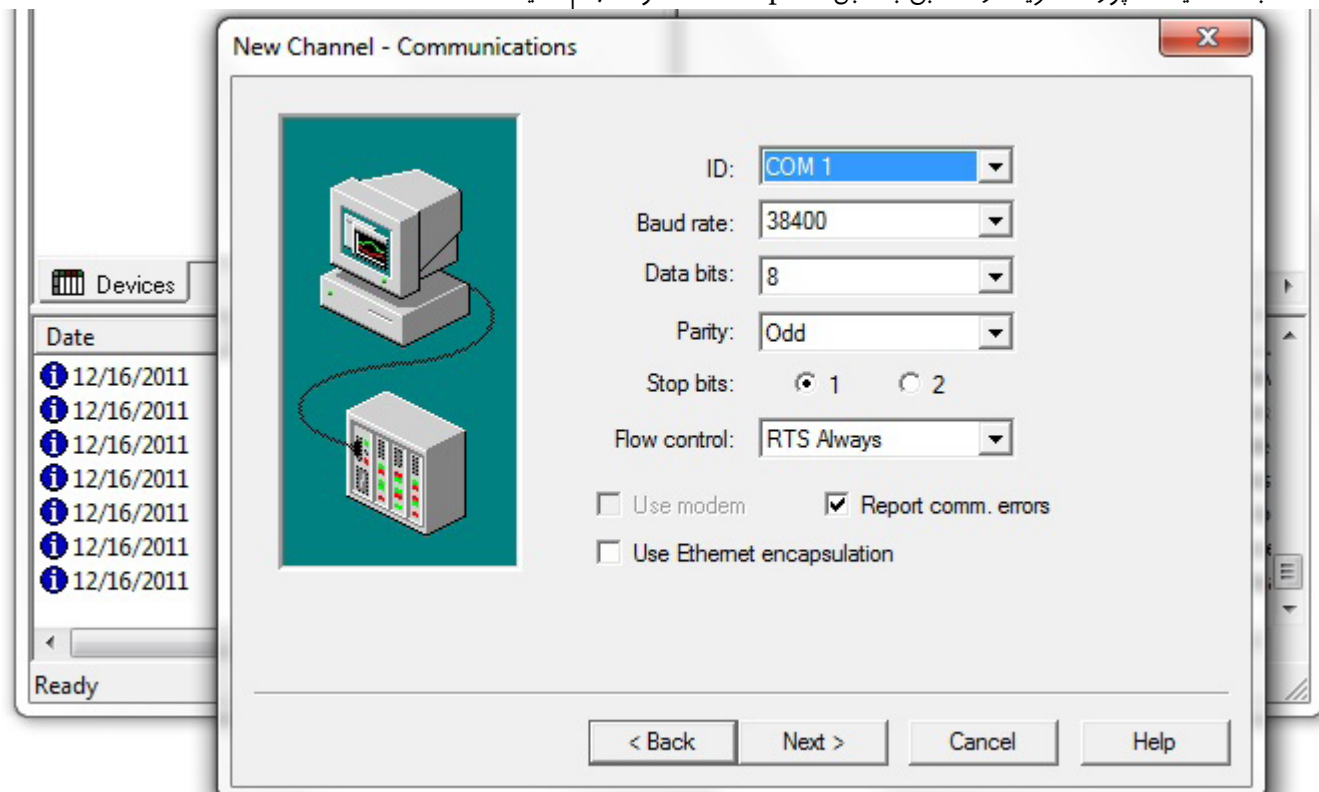 New Channel - Communications
ID: COM 1
Baud rate: 38400
Data bits: 8
Parity: Odd
Stop bits: 1 2
Flow control: RTS Always
Use modem Report comm. errors
Use Ethernet encapsulation
< Back Next > Cancel Help
Devices
Date
12/16/2011
12/16/2011
12/16/2011
12/16/2011
12/16/2011
12/16/2011
12/16/2011
Ready